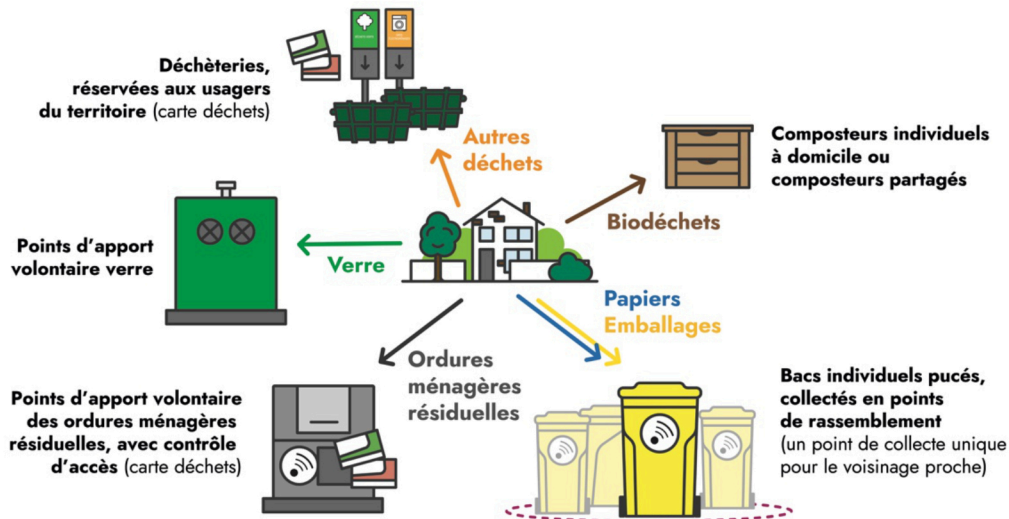 Déchèteries,
réservées aux usagers
du territoire (carte déchets)
Autres
déchets
Composteurs individuels
à domicile ou
composteurs partagés
Biodéchets
Points d'apport
volontaire verre
Verre
Papiers
Emballages
Ordures
ménagères
résiduelles
Points d'apport volontaire
des ordures ménagères
résiduelles, avec contrôle
d'accès (carte déchets)
Bacs individuels pucés,
collectés en points
de rassemblement
(un point de collecte unique
pour le voisinage proche)